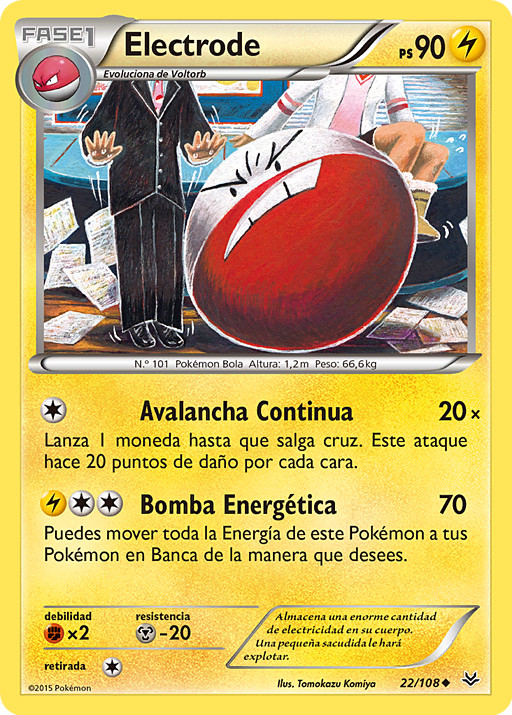 FASE1
Electrode
PS 90
Evoluciona de Voltorb
N.º 101 Pokémon Bola Altura: 1,2 m Peso: 66,6 kg
Avalancha Continua 20×
Lanza 1 moneda hasta que salga cruz. Este ataque
hace 20 puntos de daño por cada cara.
Bomba Energética 70
Puedes mover toda la Energía de este Pokémon a tus
Pokémon en Banca de la manera que desees.
debilidad resistencia
×2 -20
retirada
Almacena una enorme cantidad
de electricidad en su cuerpo.
Una pequeña sacudida le hará
explotar.
©2015 Pokémon
Ilus. Tomokazu Komiya
22/108